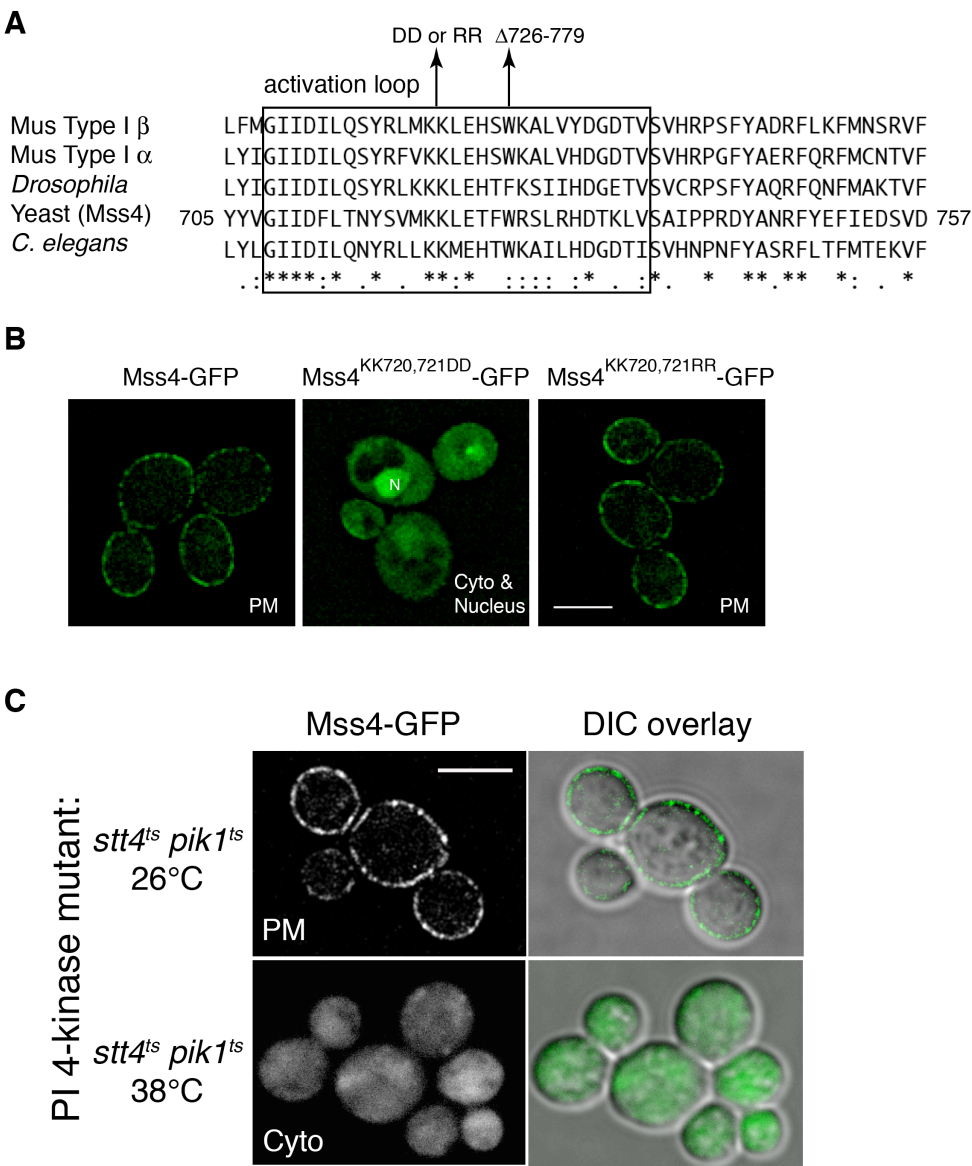 A
DD or RR Δ726-779
activation loop
Mus Type I β LFMGIIDILQSYRLMKKLEHSWKALVYDGDTVSVHRPSFYADRFLKFMNSRVF
Mus Type I α LYIGIIDILQSYRFVKKLEHSWKALVHDGDTVSVHRPGFYAERFQRFMCNTVF
Drosophila LYIGIIDILQSYRLKKKLEHTFKSIIHDGETVSVCRPSFYAQRFQNFMAKTVF
Yeast (Mss4) 705 YYVGIIDFLTNYSVMKKLETFWRSLRHDTKLVSAIPPRDYANRFYEFIEDSVD 757
C. elegans LYLGIIDILQNYRLLKKMEHTWKAILHDGDTISVHNPNFYASRFLTFMTEKVF
.:****:* . * . **:* :::: :* . :*. * **.** *: . *
B
Mss4-GFP Mss4KK720,721DD-GFP Mss4KK720,721RR-GFP
N
PM Cyto & Nucleus PM
C
Mss4-GFP DIC overlay
PI 4-kinase mutant:
stt4ts pik1ts
26°C
PM
stt4ts pik1ts
38°C
Cyto